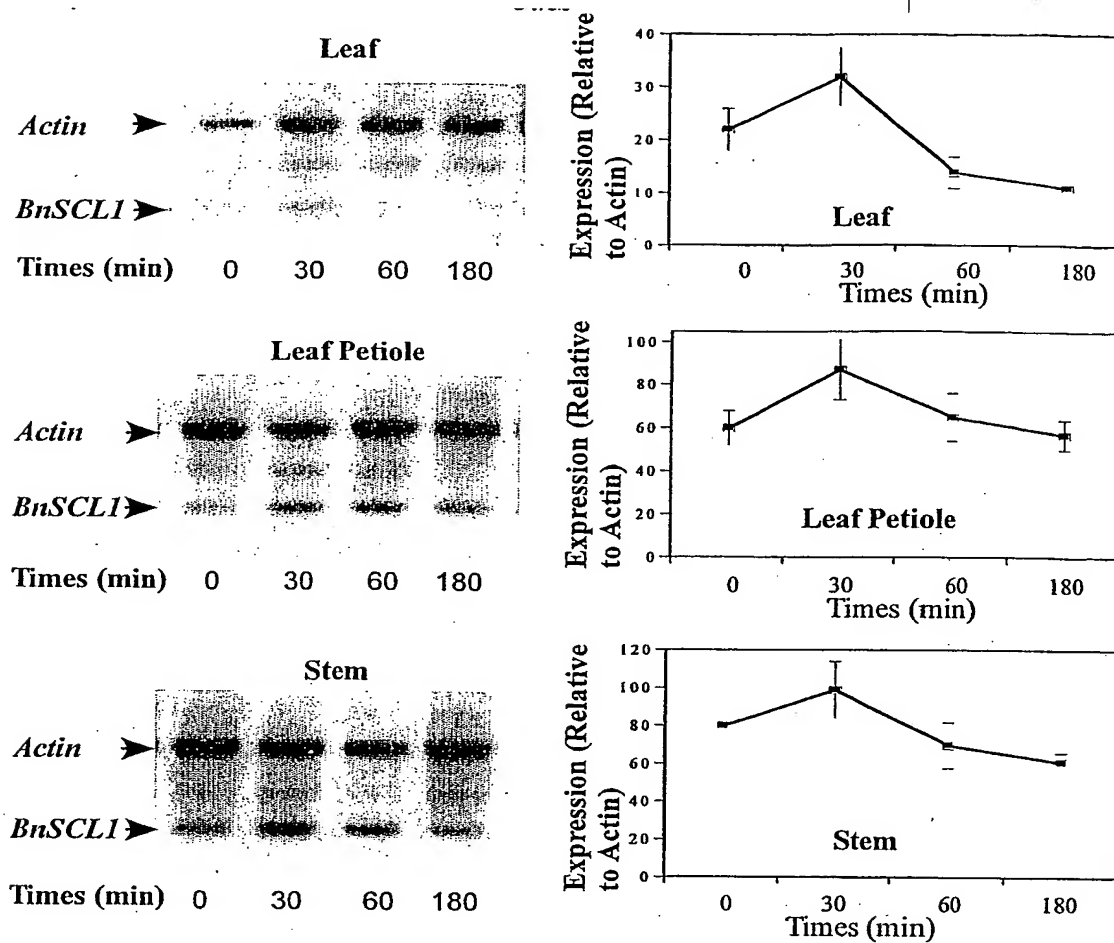 Leaf
Actin
BnSCL1
Times (min) 0 30 60 180
Expression (Relative
to Actin)
40
30
20
10
0
Leaf
0 30 60 180
Times (min)
Leaf Petiole
Actin
BnSCL1
Times (min) 0 30 60 180
Expression (Relative
to Actin)
100
80
60
40
20
0
Leaf Petiole
0 30 60 180
Times (min)
Stem
Actin
BnSCL1
Times (min) 0 30 60 180
Expression (Relative
to Actin)
120
100
80
60
40
20
0
Stem
0 30 60 180
Times (min)